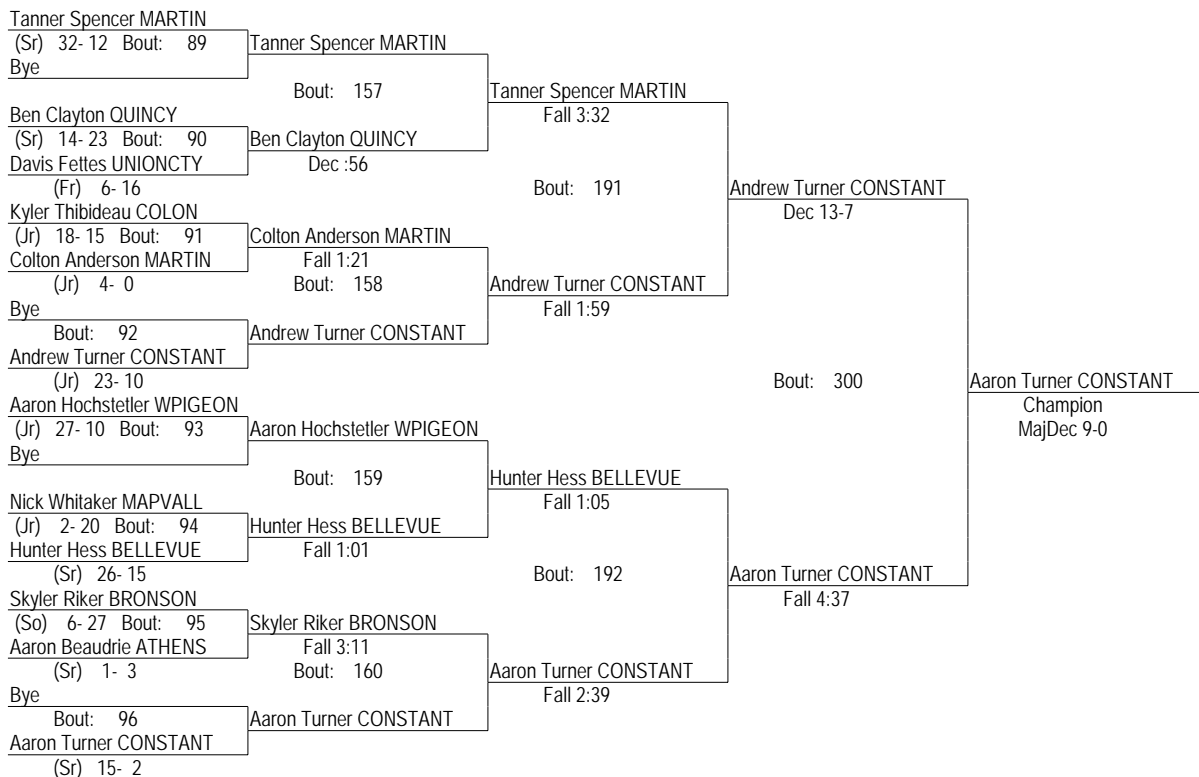 Tanner Spencer MARTIN
(Sr) 32- 12 Bout: 89
Bye
Ben Clayton QUINCY
(Sr) 14- 23 Bout: 90
Davis Fettes UNIONCTY
(Fr) 6- 16
Kyler Thibideau COLON
(Jr) 18- 15 Bout: 91
Colton Anderson MARTIN
(Jr) 4- 0
Bye
Bout: 92
Andrew Turner CONSTANT
(Jr) 23- 10
Aaron Hochstetler WPIGEON
(Jr) 27- 10 Bout: 93
Bye
Nick Whitaker MAPVALL
(Jr) 2- 20 Bout: 94
Hunter Hess BELLEVUE
(Sr) 26- 15
Skyler Riker BRONSON
(So) 6- 27 Bout: 95
Aaron Beaudrie ATHENS
(Sr) 1- 3
Bye
Bout: 96
Aaron Turner CONSTANT
(Sr) 15- 2
Tanner Spencer MARTIN
Bout: 157
Ben Clayton QUINCY
Dec :56
Colton Anderson MARTIN
Fall 1:21
Bout: 158
Andrew Turner CONSTANT
Aaron Hochstetler WPIGEON
Bout: 159
Hunter Hess BELLEVUE
Fall 1:01
Skyler Riker BRONSON
Fall 3:11
Bout: 160
Aaron Turner CONSTANT
Tanner Spencer MARTIN
Fall 3:32
Bout: 191
Andrew Turner CONSTANT
Fall 1:59
Hunter Hess BELLEVUE
Fall 1:05
Bout: 192
Aaron Turner CONSTANT
Fall 2:39
Andrew Turner CONSTANT
Dec 13-7
Bout: 300
Aaron Turner CONSTANT
Fall 4:37
Aaron Turner CONSTANT
Champion
MajDec 9-0